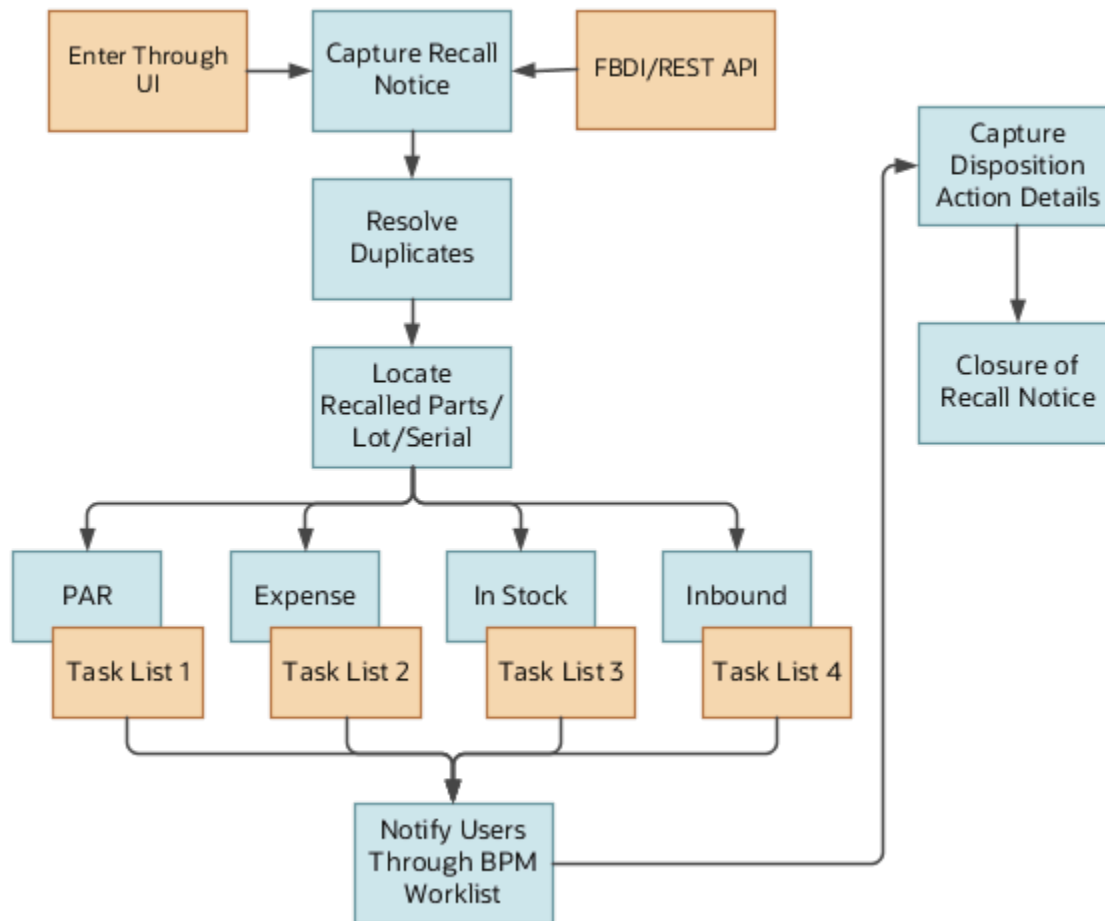 Enter Through
UI
Capture Recall
Notice
FBDI/REST API
Capture
Disposition
Action Details
Resolve
Duplicates
Locate
Recalled Parts/
Lot/Serial
Closure of
Recall Notice
PAR
Expense
In Stock
Inbound
Task List 1
Task List 2
Task List 3
Task List 4
Notify Users
Through BPM
Worklist